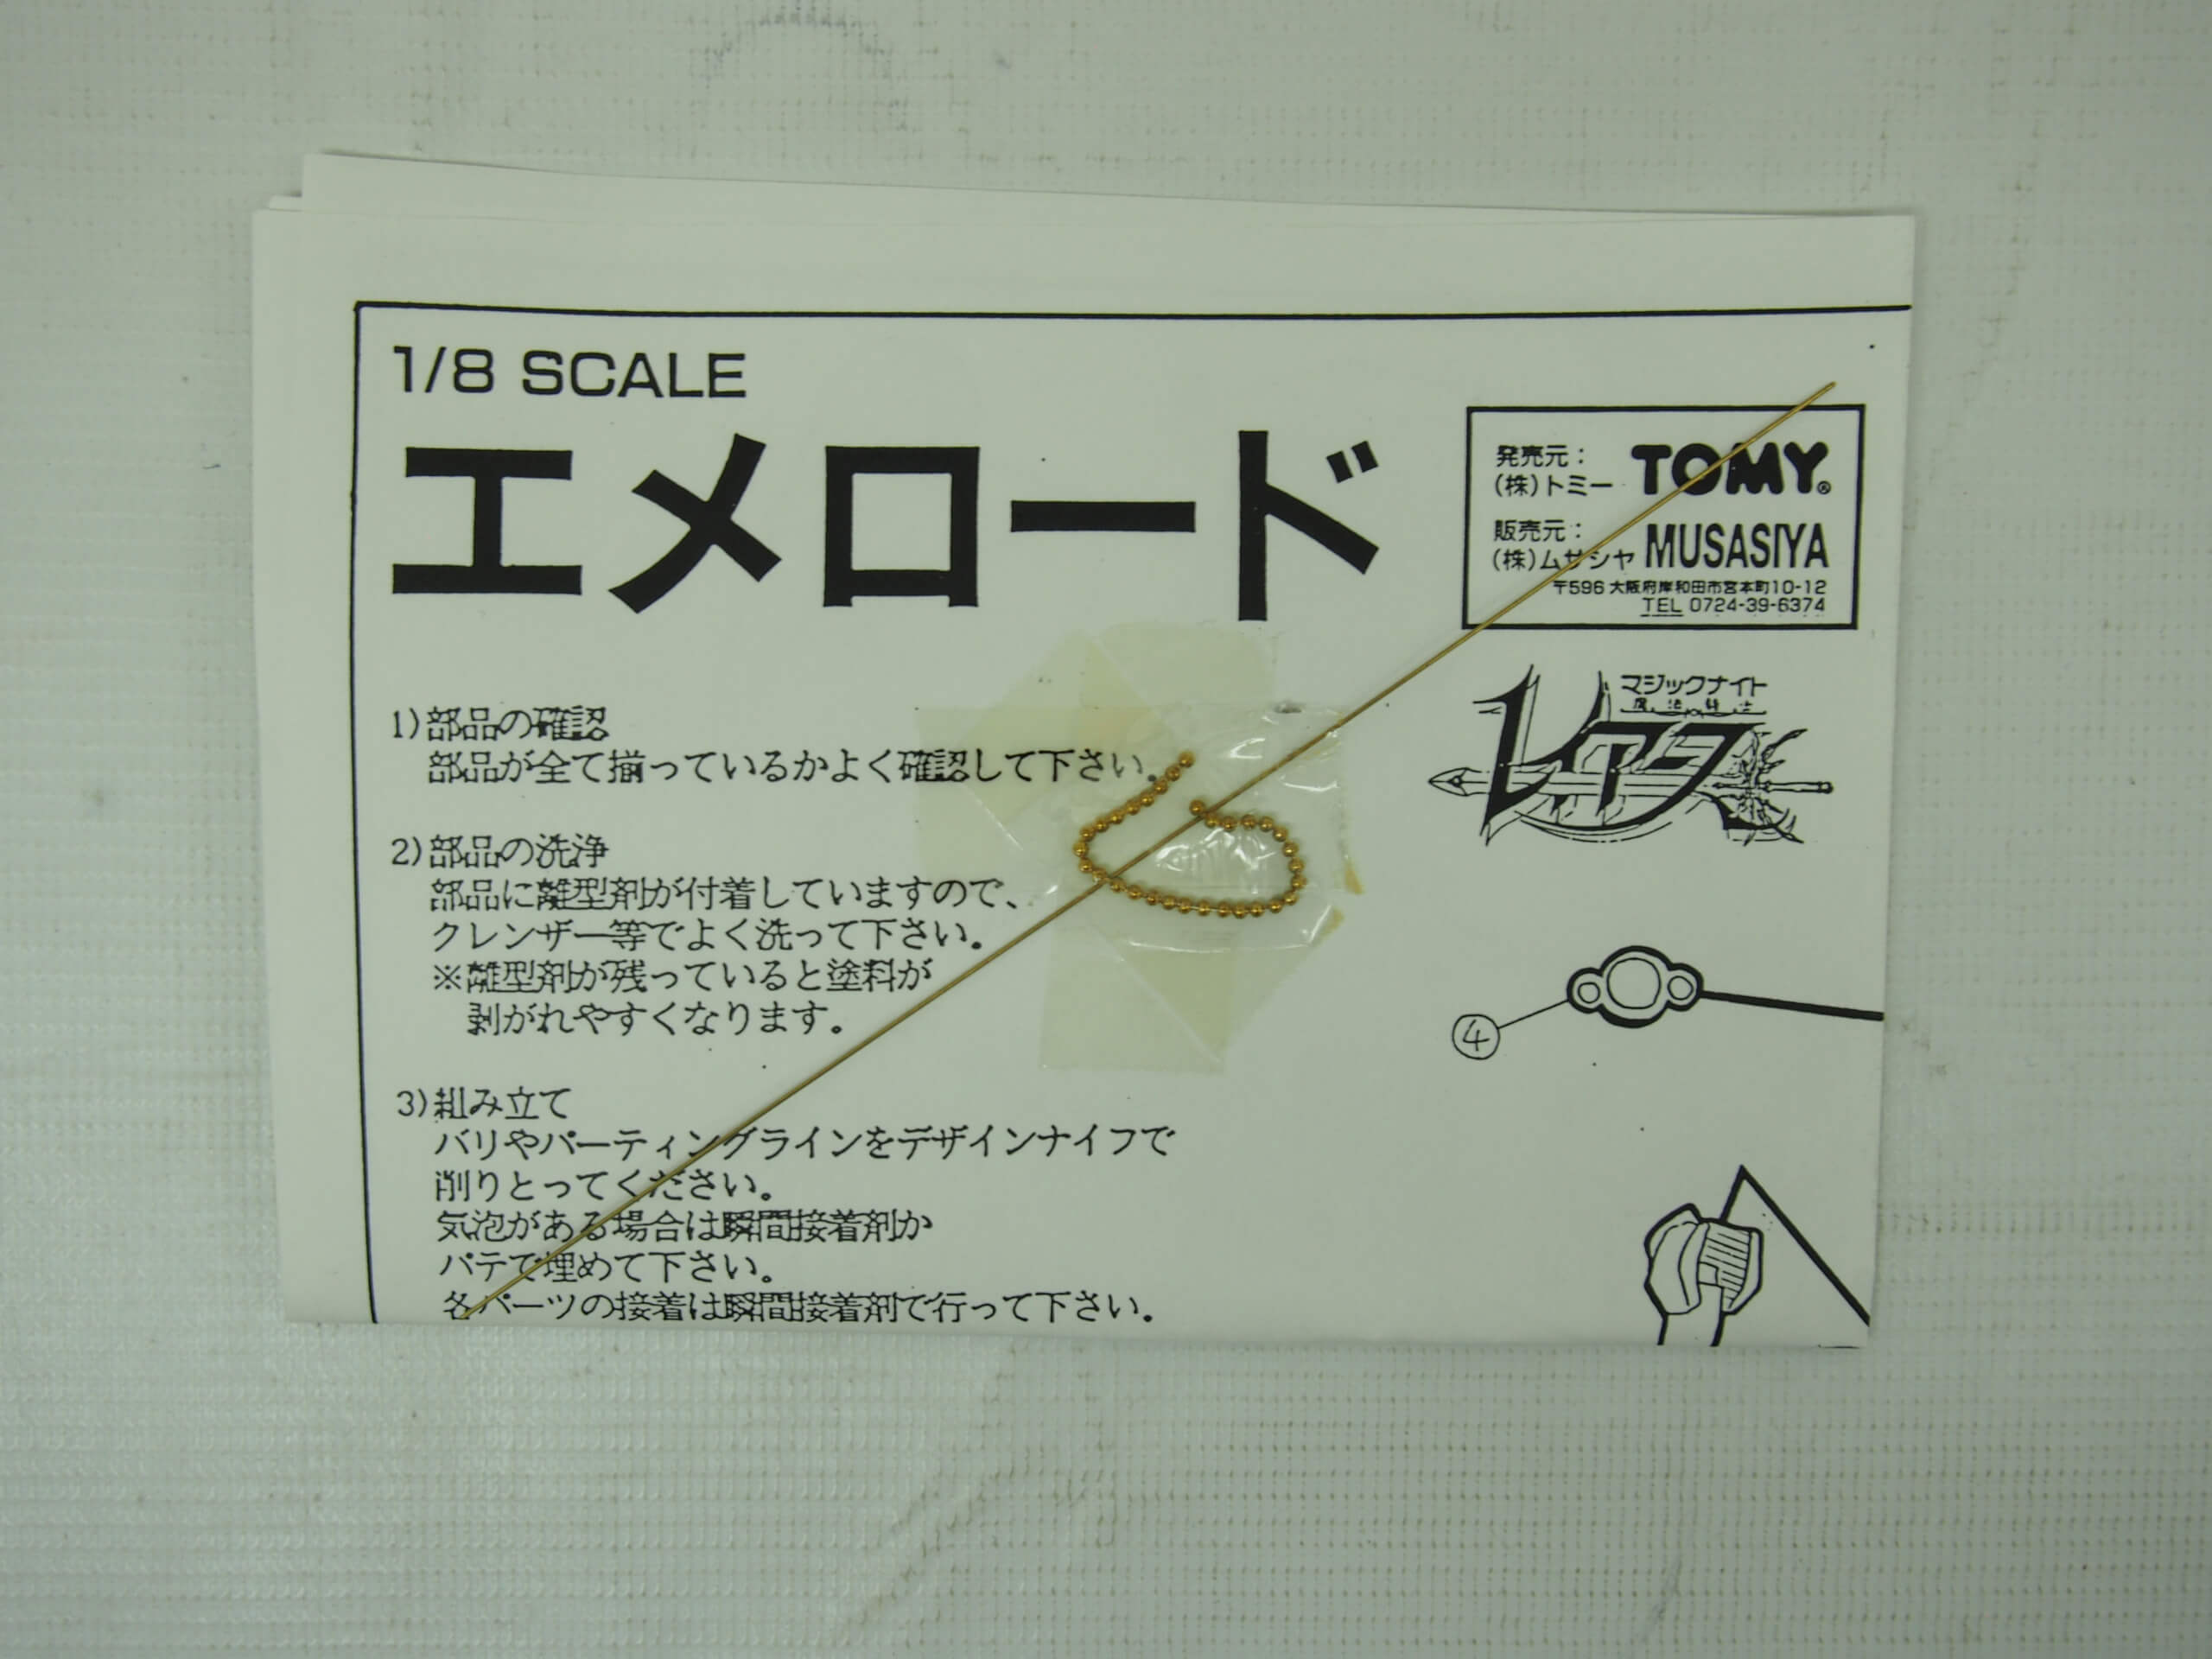 1/8 SCALE
エメロード
発売元：
(株)トミー TOMY®
販売元：
(株)ムサシヤ MUSASIYA
〒596 大阪府岸和田市宮本町10-12
TEL 0724-39-6374
マジックナイト
魔法騎士
レイアース
1)部品の確認
部品が全て揃っているかよく確認して下さい。
2)部品の洗浄
部品に離型剤が付着していますので、
クレンザー等でよく洗って下さい。
※離型剤が残っていると塗料が
剥がれやすくなります。
④
3)組み立て
バリやパーティングラインをデザインナイフで
削りとってください。
気泡がある場合は瞬間接着剤か
パテで埋めて下さい。
各パーツの接着は瞬間接着剤で行って下さい。